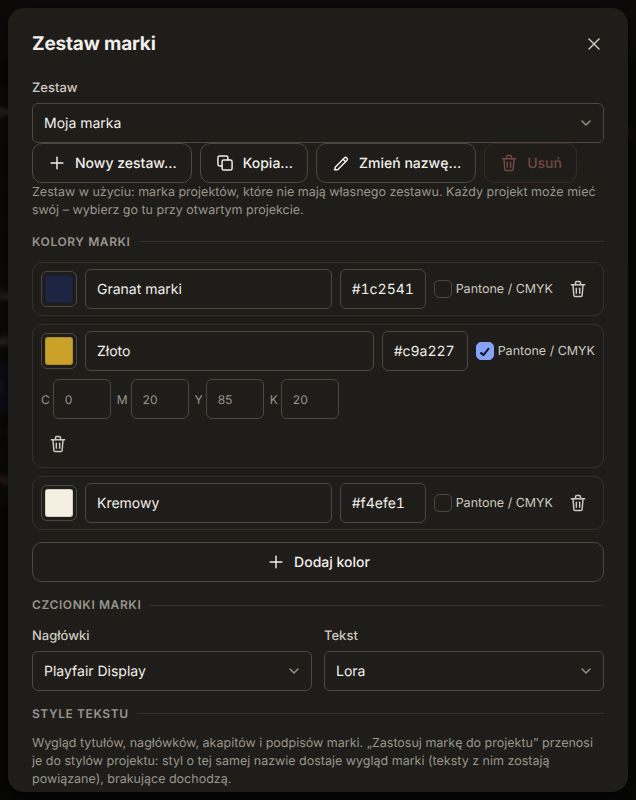 Zestaw marki
Zestaw
Moja marka
Nowy zestaw...
Kopia...
Zmień nazwę...
Usuń
Zestaw w użyciu: marka projektów, które nie mają własnego zestawu. Każdy projekt może mieć
swój – wybierz go tu przy otwartym projekcie.
KOLORY MARKI
Granat marki #1c2541 Pantone / CMYK
Złoto #c9a227 Pantone / CMYK
C 0 M 20 Y 85 K 20
Kremowy #f4efe1 Pantone / CMYK
Dodaj kolor
CZCIONKI MARKI
Nagłówki Tekst
Playfair Display Lora
STYLE TEKSTU
Wygląd tytułów, nagłówków, akapitów i podpisów marki. „Zastosuj markę do projektu” przenosi
je do stylów projektu: styl o tej samej nazwie dostaje wygląd marki (teksty z nim zostają
powiązane), brakujące dochodzą.